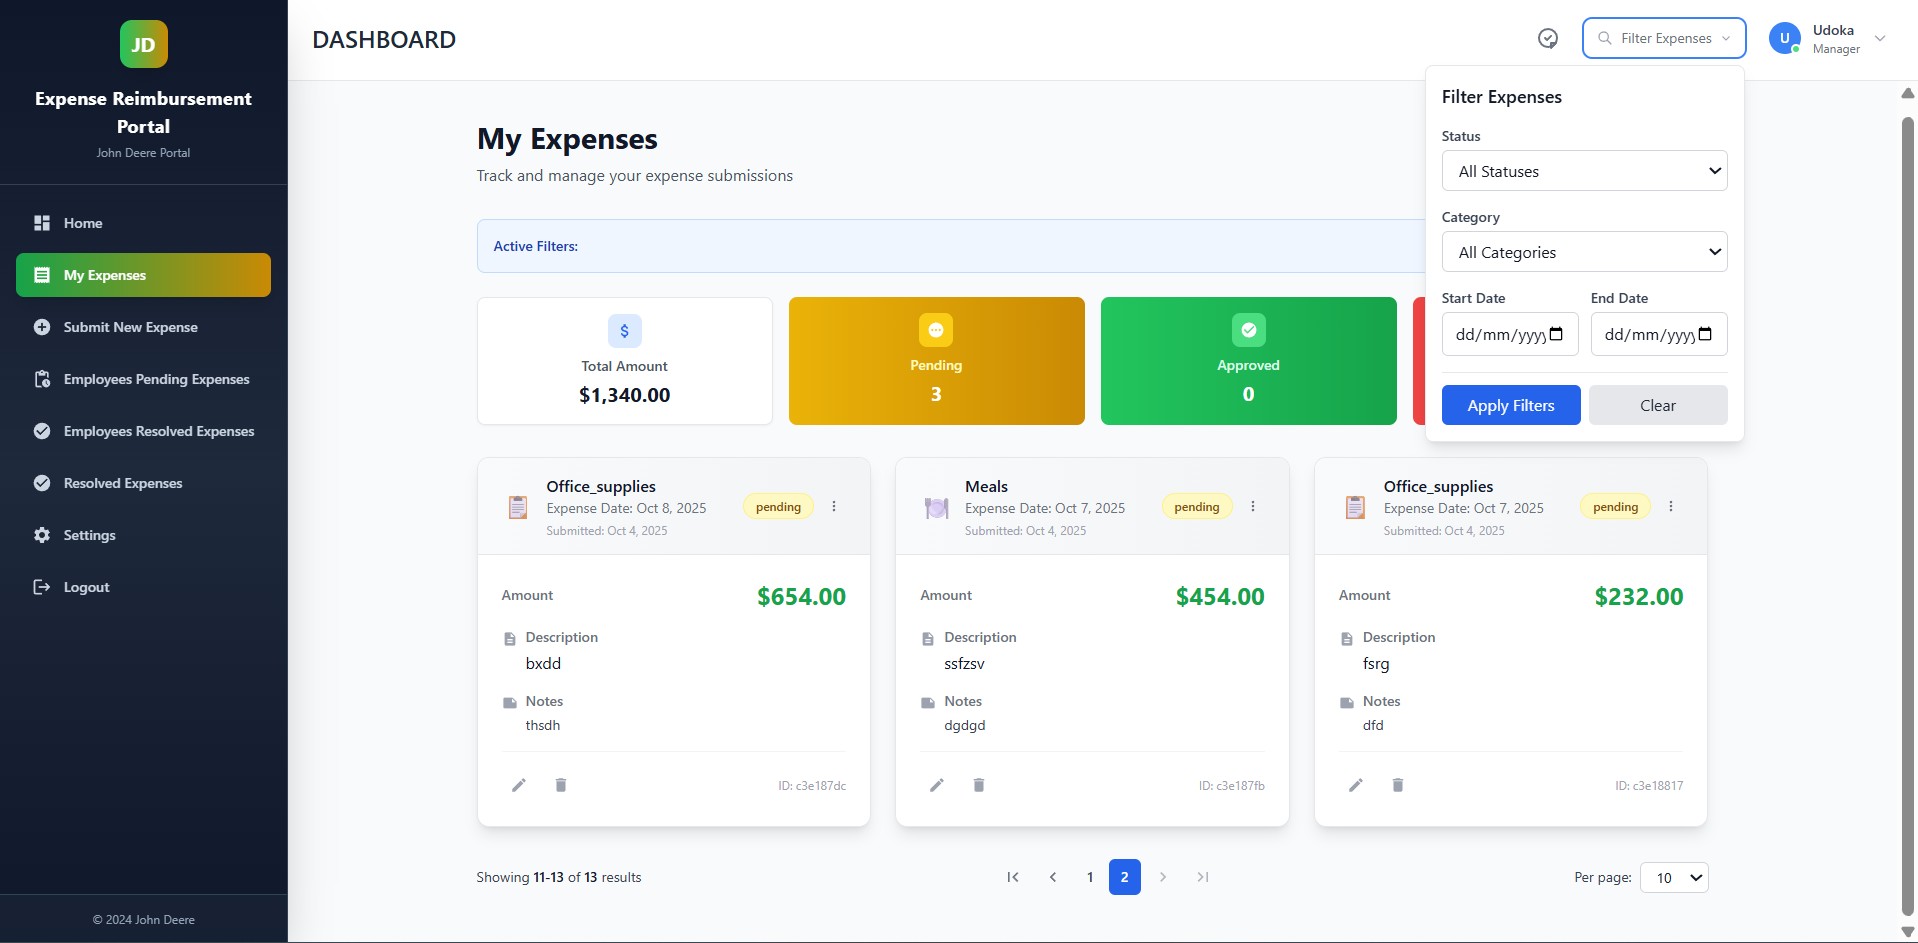 JD
Expense Reimbursement
Portal
John Deere Portal
Home
My Expenses
Submit New Expense
Employees Pending Expenses
Employees Resolved Expenses
Resolved Expenses
Settings
Logout
© 2024 John Deere
DASHBOARD
Filter Expenses
U
Udoka
Manager
My Expenses
Track and manage your expense submissions
Active Filters:
Filter Expenses
Status
All Statuses
Category
All Categories
Start Date End Date
dd/mm/yyyy dd/mm/yyyy
Apply Filters Clear
$
Total Amount
$1,340.00
Pending
3
Approved
0
Office_supplies
Expense Date: Oct 8, 2025
Submitted: Oct 4, 2025
pending
Amount $654.00
Description
bxdd
Notes
thsdh
ID: c3e187dc
Meals
Expense Date: Oct 7, 2025
Submitted: Oct 4, 2025
pending
Amount $454.00
Description
ssfzsv
Notes
dgdgd
ID: c3e187fb
Office_supplies
Expense Date: Oct 7, 2025
Submitted: Oct 4, 2025
pending
Amount $232.00
Description
fsrg
Notes
dfd
ID: c3e18817
Showing 11-13 of 13 results
1 2
Per page: 10